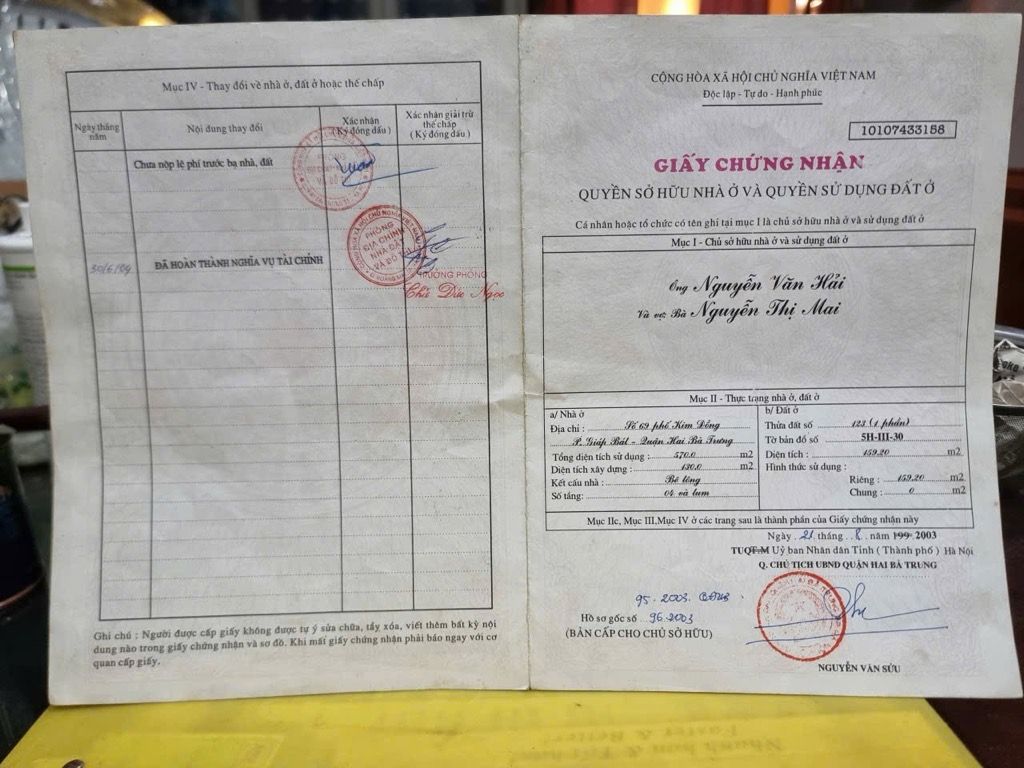 Mục IV - Thay đổi về nhà ở, đất ở hoặc thế chấp
Ngày tháng năm
Nội dung thay đổi
Xác nhận (Ký đóng dấu)
Xác nhận giải trừ thế chấp (Ký đóng dấu)
Chưa nộp lệ phí trước bạ nhà, đất
ĐÃ HOÀN THÀNH NGHĨA VỤ TÀI CHÍNH
PHÒNG
ĐỊA CHÍNH
NHÀ ĐẤT
VÀ ĐÔ THỊ
TRƯỞNG PHÒNG
Chu Đức Ngọc
Ghi chú : Người được cấp giấy không được tự ý sửa chữa, tẩy xóa, viết thêm bất kỳ nội
dung nào trong giấy chứng nhận và sơ đồ. Khi mất giấy chứng nhận phải báo ngay với cơ
quan cấp giấy.
CỘNG HÒA XÃ HỘI CHỦ NGHĨA VIỆT NAM
Độc lập - Tự do - Hạnh phúc
10107433158
GIẤY CHỨNG NHẬN
QUYỀN SỞ HỮU NHÀ Ở VÀ QUYỀN SỬ DỤNG ĐẤT Ở
Cá nhân hoặc tổ chức có tên ghi tại mục I là chủ sở hữu nhà ở và sử dụng đất ở
Mục I - Chủ sở hữu nhà ở và sử dụng đất ở
Ông Nguyễn Văn Hải
Và vợ: Bà Nguyễn Thị Mai
Mục II - Thực trạng nhà ở, đất ở
a/ Nhà ở
Địa chỉ : Số 69 phố Kim Đồng
P. Giáp Bát - Quận Hai Bà Trưng
Tổng diện tích sử dụng : 570.0 m2
Diện tích xây dựng : 130.0 m2
Kết cấu nhà : Bê tông
Số tầng: 04 và tum
b/ Đất ở
Thửa đất số 123 (1 phần)
Tờ bản đồ số 5H-III-30
Diện tích : 159.20 m2
Hình thức sử dụng :
Riêng : 159.20 m2
Chung : 0 m2
Mục IIc, Mục III,Mục IV ở các trang sau là thành phần của Giấy chứng nhận này
Ngày 21 tháng 8 năm 199 2003
TUQT.M Uỷ ban Nhân dân Tỉnh ( Thành phố ) Hà Nội
Q. CHỦ TỊCH UBND QUẬN HAI BÀ TRƯNG
Hồ sơ gốc số 96.2003
(BẢN CẤP CHO CHỦ SỞ HỮU)
NGUYỄN VĂN SỬU